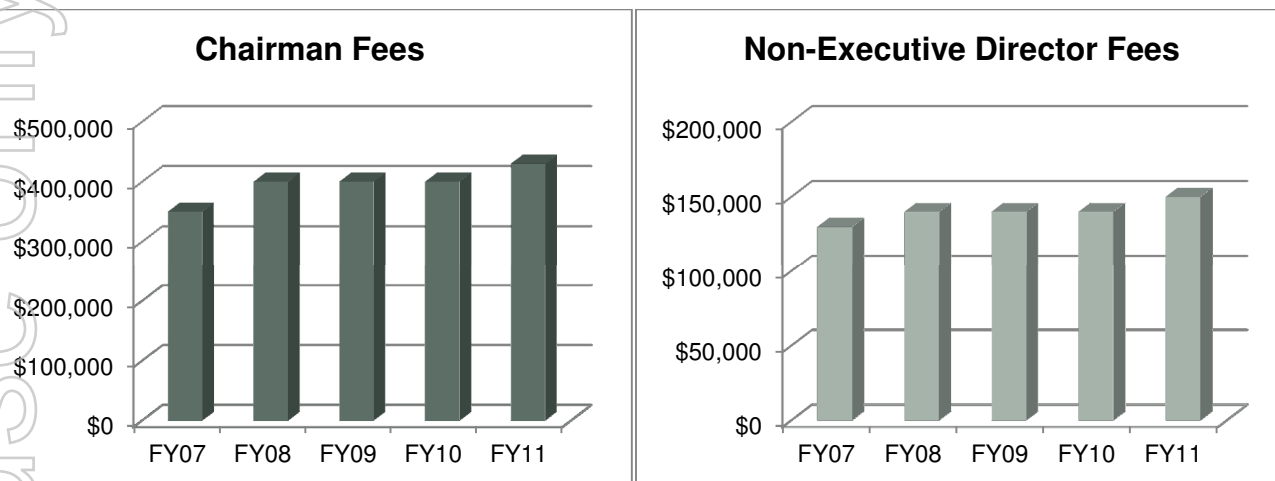 Chairman Fees
$500,000
$400,000
$300,000
$200,000
$100,000
$0
FY07 FY08 FY09 FY10 FY11
Non-Executive Director Fees
$200,000
$150,000
$100,000
$50,000
$0
FY07 FY08 FY09 FY10 FY11